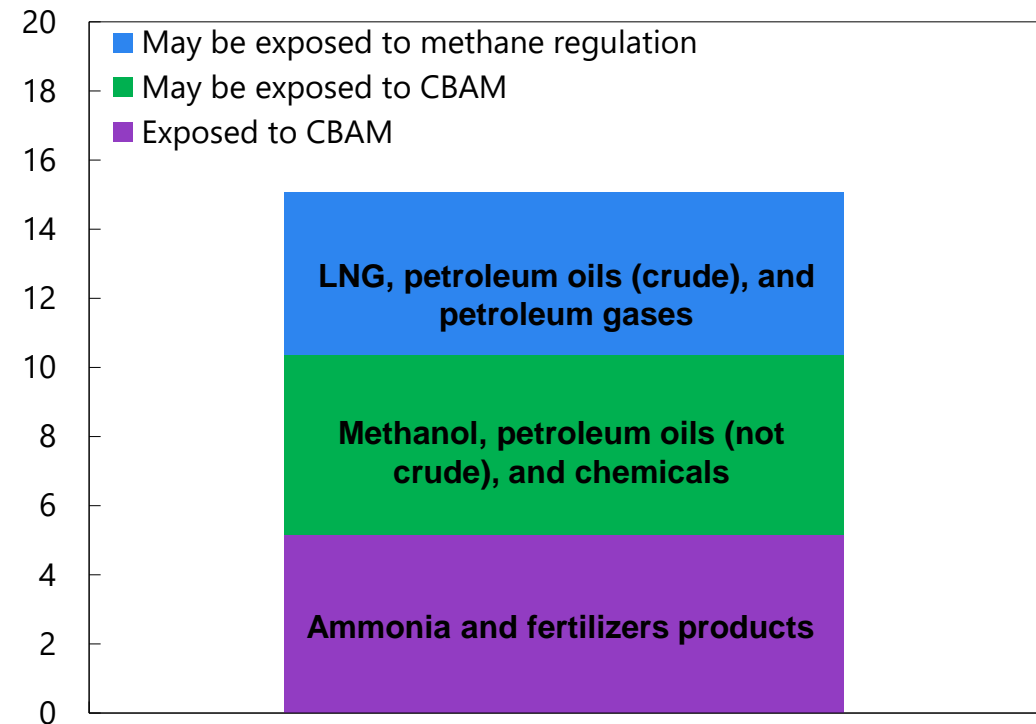 20
18
16
14
12
10
8
6
4
2
0
May be exposed to methane regulation
May be exposed to CBAM
Exposed to CBAM
LNG, petroleum oils (crude), and
petroleum gases
Methanol, petroleum oils (not
crude), and chemicals
Ammonia and fertilizers products